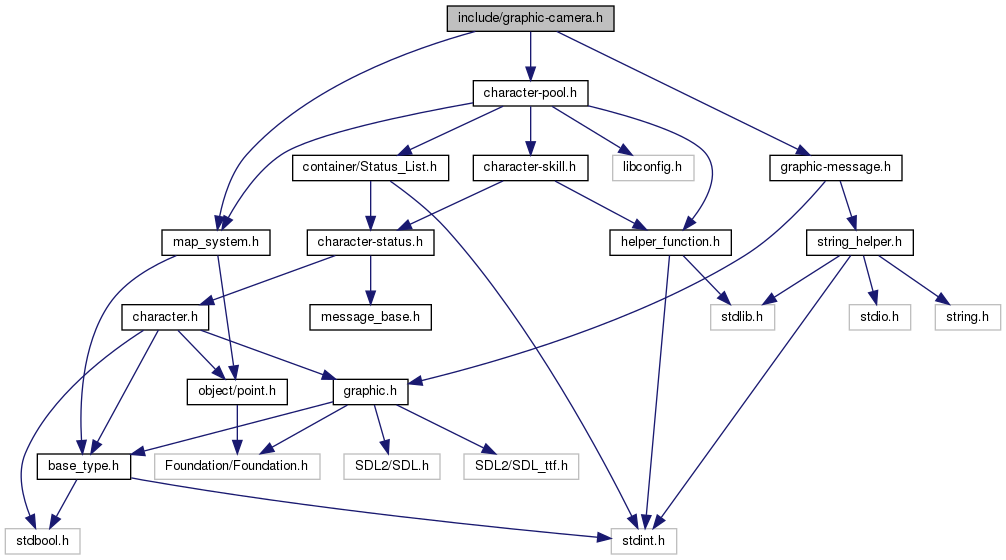 include/graphic-camera.h
character-pool.h
container/Status_List.h
character-skill.h
libconfig.h
graphic-message.h
map_system.h
character-status.h
helper_function.h
string_helper.h
character.h
message_base.h
stdlib.h
stdio.h
string.h
object/point.h
graphic.h
base_type.h
Foundation/Foundation.h
SDL2/SDL.h
SDL2/SDL_ttf.h
stdbool.h
stdint.h